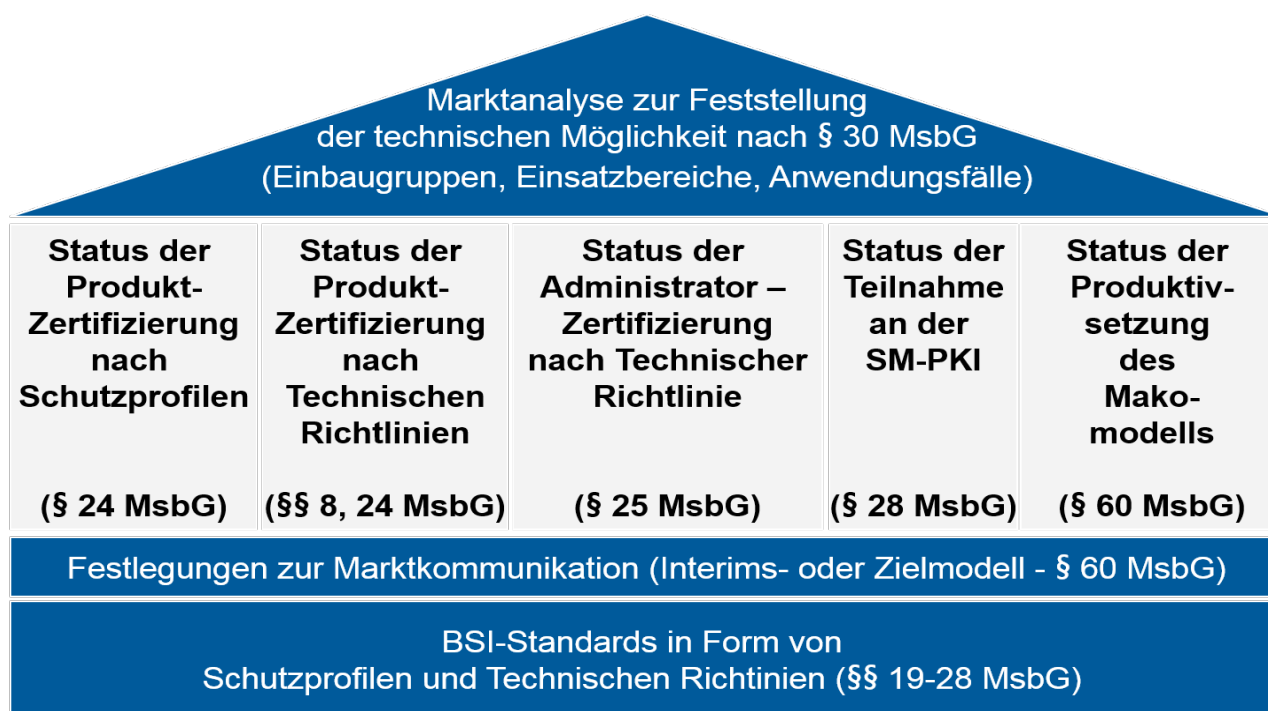 Marktanalyse zur Feststellung
der technischen Möglichkeit nach § 30 MsbG
(Einbaugruppen, Einsatzbereiche, Anwendungsfälle)
Status der
Produkt-
Zertifizierung
nach
Schutzprofilen
(§ 24 MsbG)
Status der
Produkt-
Zertifizierung
nach
Technischen
Richtlinien
(§§ 8, 24 MsbG)
Status der
Administrator –
Zertifizierung
nach Technischer
Richtlinie
(§ 25 MsbG)
Status der
Teilnahme
an der
SM-PKI
(§ 28 MsbG)
Status der
Produktiv-
setzung
des
Mako-
modells
(§ 60 MsbG)
Festlegungen zur Marktkommunikation (Interims- oder Zielmodell - § 60 MsbG)
BSI-Standards in Form von
Schutzprofilen und Technischen Richtinien (§§ 19-28 MsbG)